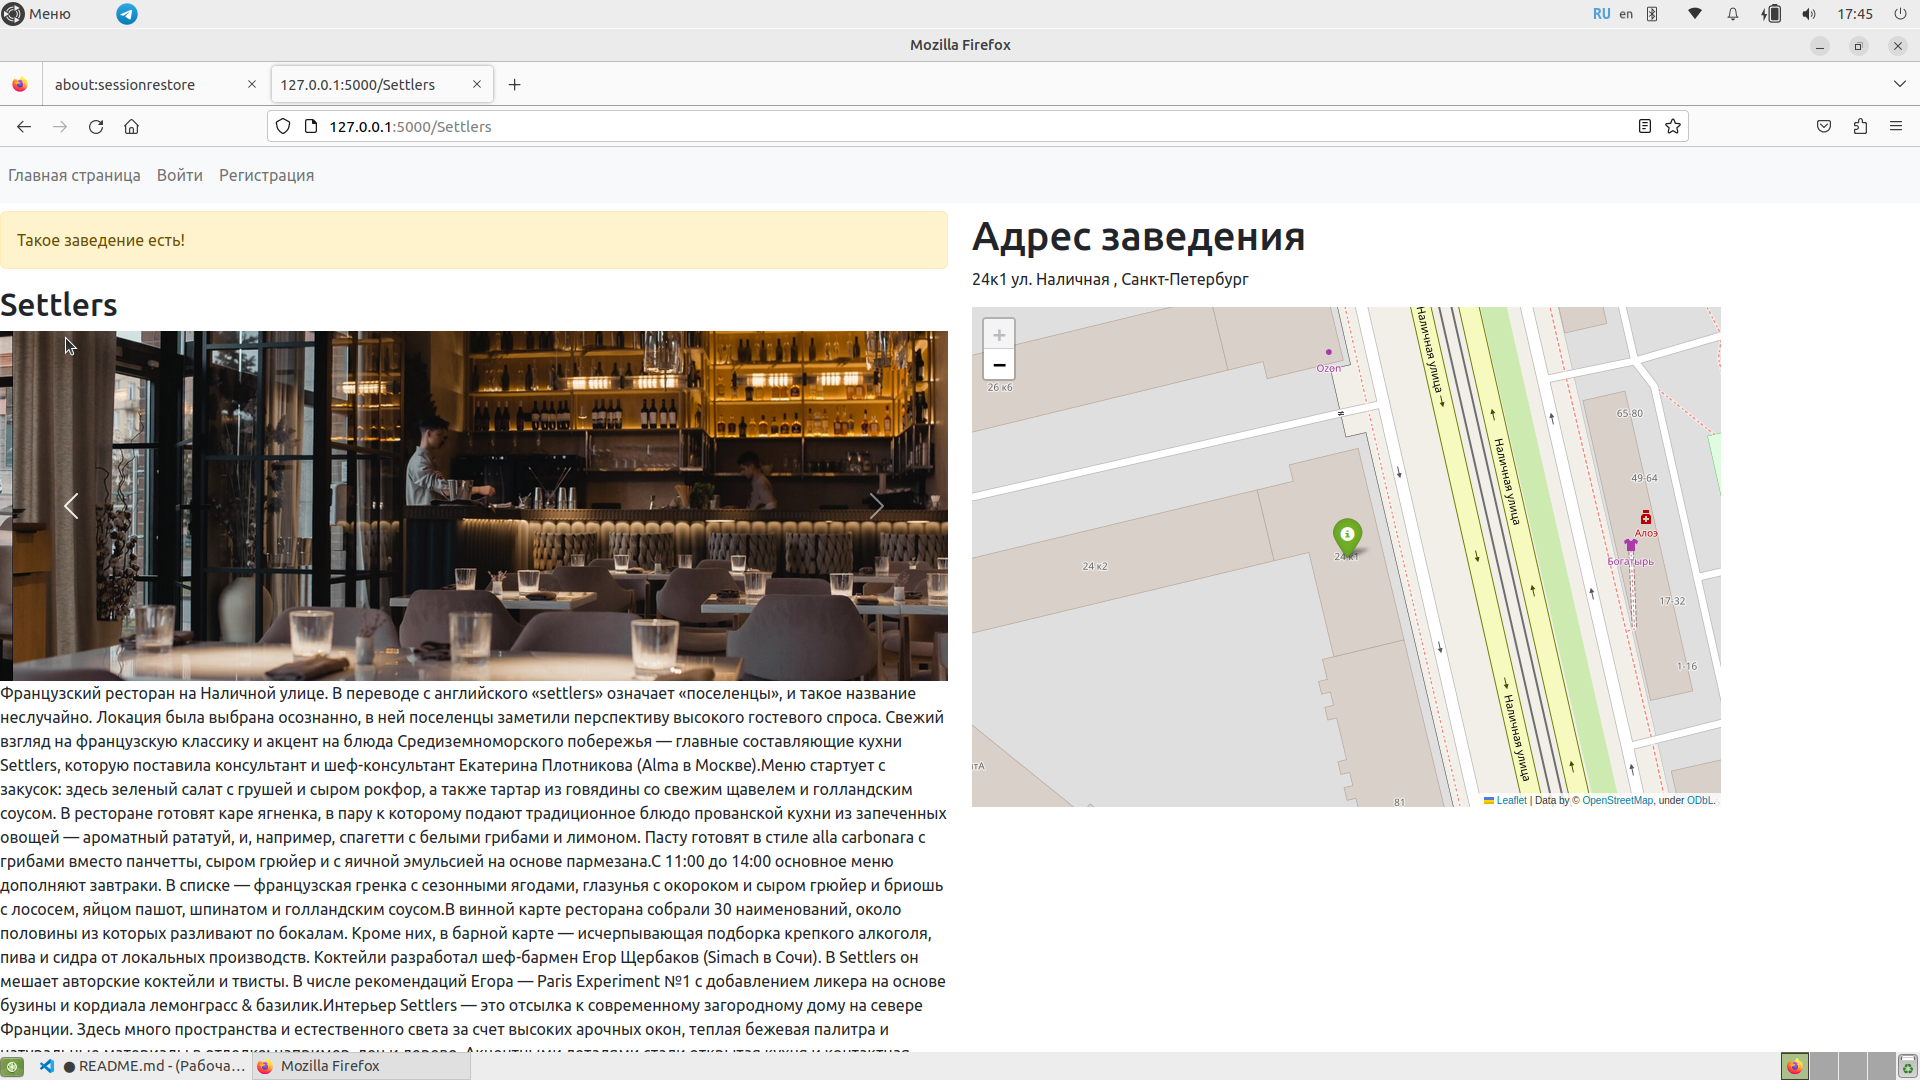 Меню
RU en 17:45
Mozilla Firefox
about:sessionrestore
127.0.0.1:5000/Settlers
127.0.0.1:5000/Settlers
Главная страница Войти Регистрация
Такое заведение есть!
Settlers
Французский ресторан на Наличной улице. В переводе с английского «settlers» означает «поселенцы», и такое название
неслучайно. Локация была выбрана осознанно, в ней поселенцы заметили перспективу высокого гостевого спроса. Свежий
взгляд на французскую классику и акцент на блюда Средиземноморского побережья — главные составляющие кухни
Settlers, которую поставила консультант и шеф-консультант Екатерина Плотникова (Alma в Москве).Меню стартует с
закусок: здесь зеленый салат с грушей и сыром рокфор, а также тартар из говядины со свежим щавелем и голландским
соусом. В ресторане готовят каре ягненка, в пару к которому подают традиционное блюдо прованской кухни из запеченных
овощей — ароматный рататуй, и, например, спагетти с белыми грибами и лимоном. Пасту готовят в стиле alla carbonara с
грибами вместо панчетты, сыром грюйер и с яичной эмульсией на основе пармезана.С 11:00 до 14:00 основное меню
дополняют завтраки. В списке — французская гренка с сезонными ягодами, глазунья с окороком и сыром грюйер и бриошь
с лососем, яйцом пашот, шпинатом и голландским соусом.В винной карте ресторана собрали 30 наименований, около
половины из которых разливают по бокалам. Кроме них, в барной карте — исчерпывающая подборка крепкого алкоголя,
пива и сидра от локальных производств. Коктейли разработал шеф-бармен Егор Щербаков (Simach в Сочи). В Settlers он
мешает авторские коктейли и твисты. В числе рекомендаций Егора — Paris Experiment №1 с добавлением ликера на основе
бузины и кордиала лемонграсс & базилик.Интерьер Settlers — это отсылка к современному загородному дому на севере
Франции. Здесь много пространства и естественного света за счет высоких арочных окон, теплая бежевая палитра и
Адрес заведения
24к1 ул. Наличная , Санкт-Петербург
+
−
26 к6
Ozon
Наличная улица
65-80
Наличная улица
49-64
Алоэ
Богатырь
24 к1
24 к2
17-32
1-16
Наличная улица
81
Leaflet | Data by © OpenStreetMap, under ODbL.
README.md - (Рабоча...
Mozilla Firefox